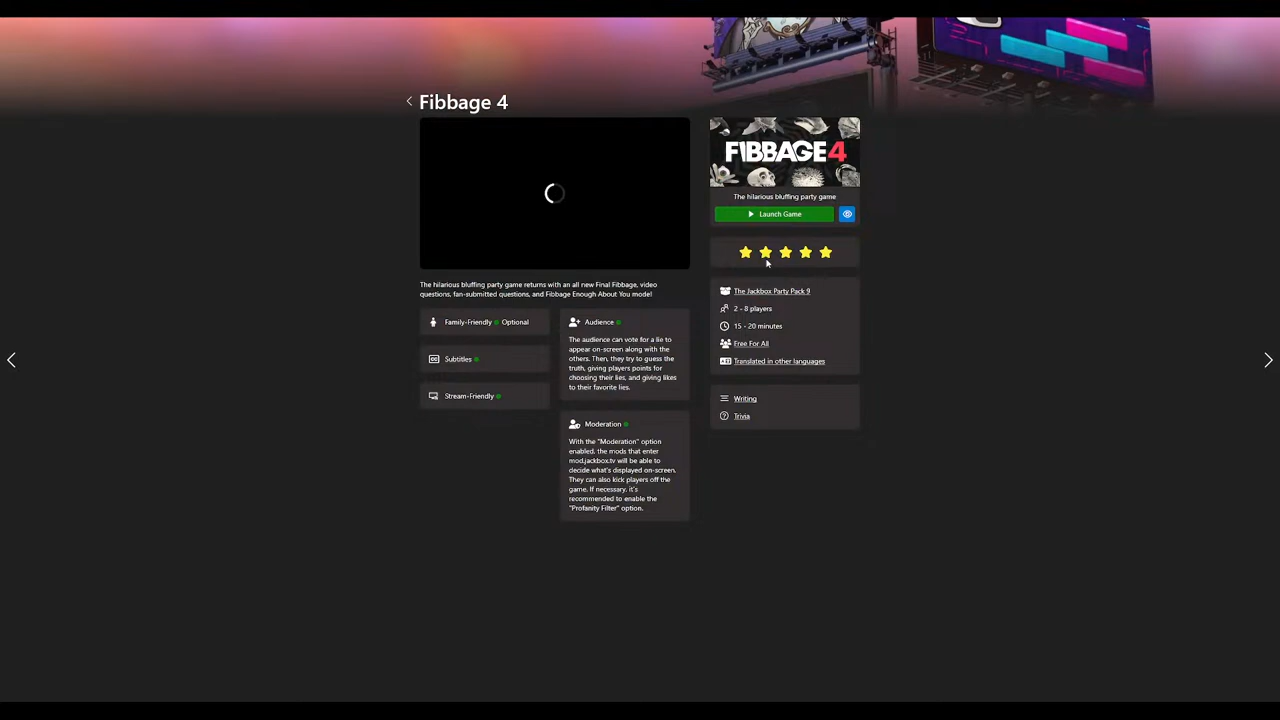 Fibbage 4
FIBBAGE 4
The hilarious bluffing party game
Launch Game
The hilarious bluffing party game returns with an all new Final Fibbage, video
questions, fan-submitted questions, and Fibbage Enough About You mode!
Family-Friendly Optional
Subtitles
Stream-Friendly
Audience
The audience can vote for a lie to
appear on-screen along with the
others. Then, they try to guess the
truth, giving players points for
choosing their lies, and giving likes
to their favorite lies.
Moderation
With the "Moderation" option
enabled, the mods that enter
mod.jackbox.tv will be able to
decide what's displayed on-screen.
They can also kick players off the
game. If necessary, it's
recommended to enable the
"Profanity Filter" option.
The Jackbox Party Pack 9
2 - 8 players
15 - 20 minutes
Free For All
Translated in other languages
Writing
Trivia